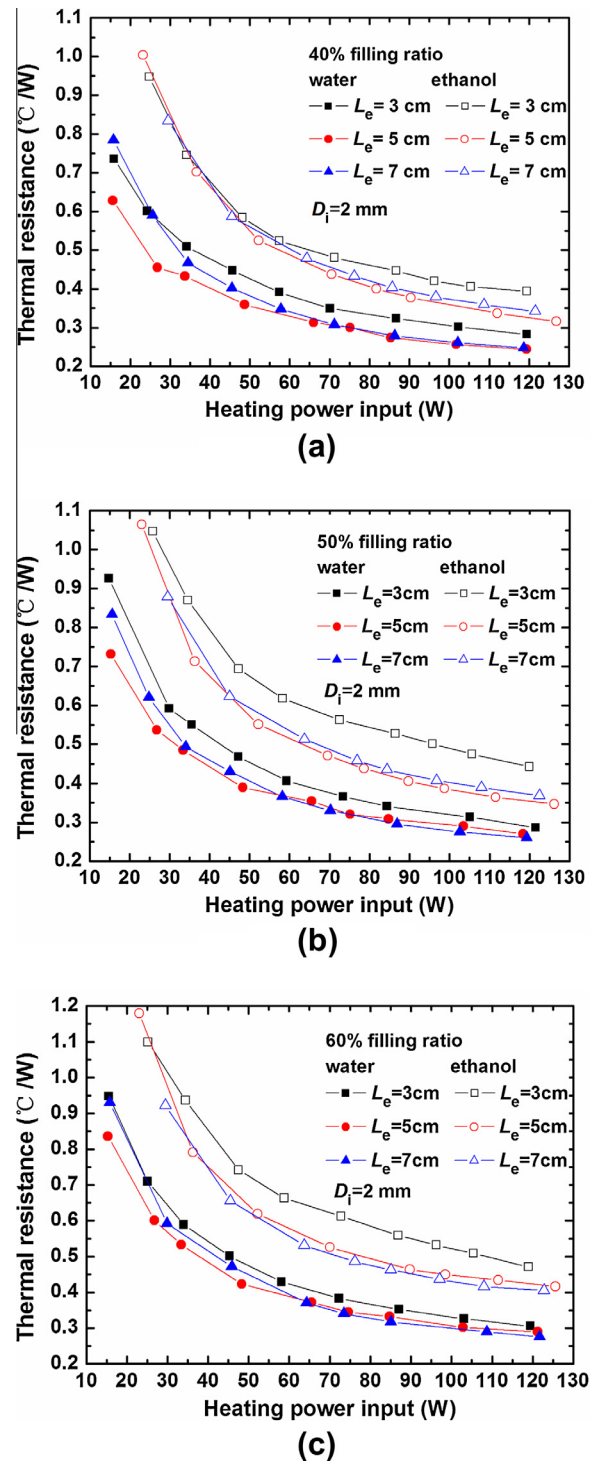 1.1
1.0
0.9
0.8
0.7
0.6
0.5
0.4
0.3
0.2
Thermal resistance (℃ /W)
40% filling ratio
water ethanol
Le= 3 cm Le= 3 cm
Le= 5 cm Le= 5 cm
Le= 7 cm Le= 7 cm
Di=2 mm
10 20 30 40 50 60 70 80 90 100 110 120 130
Heating power input (W)
(a)
1.1
1.0
0.9
0.8
0.7
0.6
0.5
0.4
0.3
0.2
Thermal resistance (℃ /W)
50% filling ratio
water ethanol
Le=3cm Le=3cm
Le=5cm Le=5cm
Le=7cm Le=7cm
Di=2 mm
10 20 30 40 50 60 70 80 90 100 110 120 130
Heating power input (W)
(b)
1.2
1.1
1.0
0.9
0.8
0.7
0.6
0.5
0.4
0.3
0.2
Thermal resistance (℃ /W)
60% filling ratio
water ethanol
Le=3cm Le=3cm
Le=5cm Le=5cm
Le=7cm Le=7cm
Di=2 mm
10 20 30 40 50 60 70 80 90 100 110 120 130
Heating power input (W)
(c)